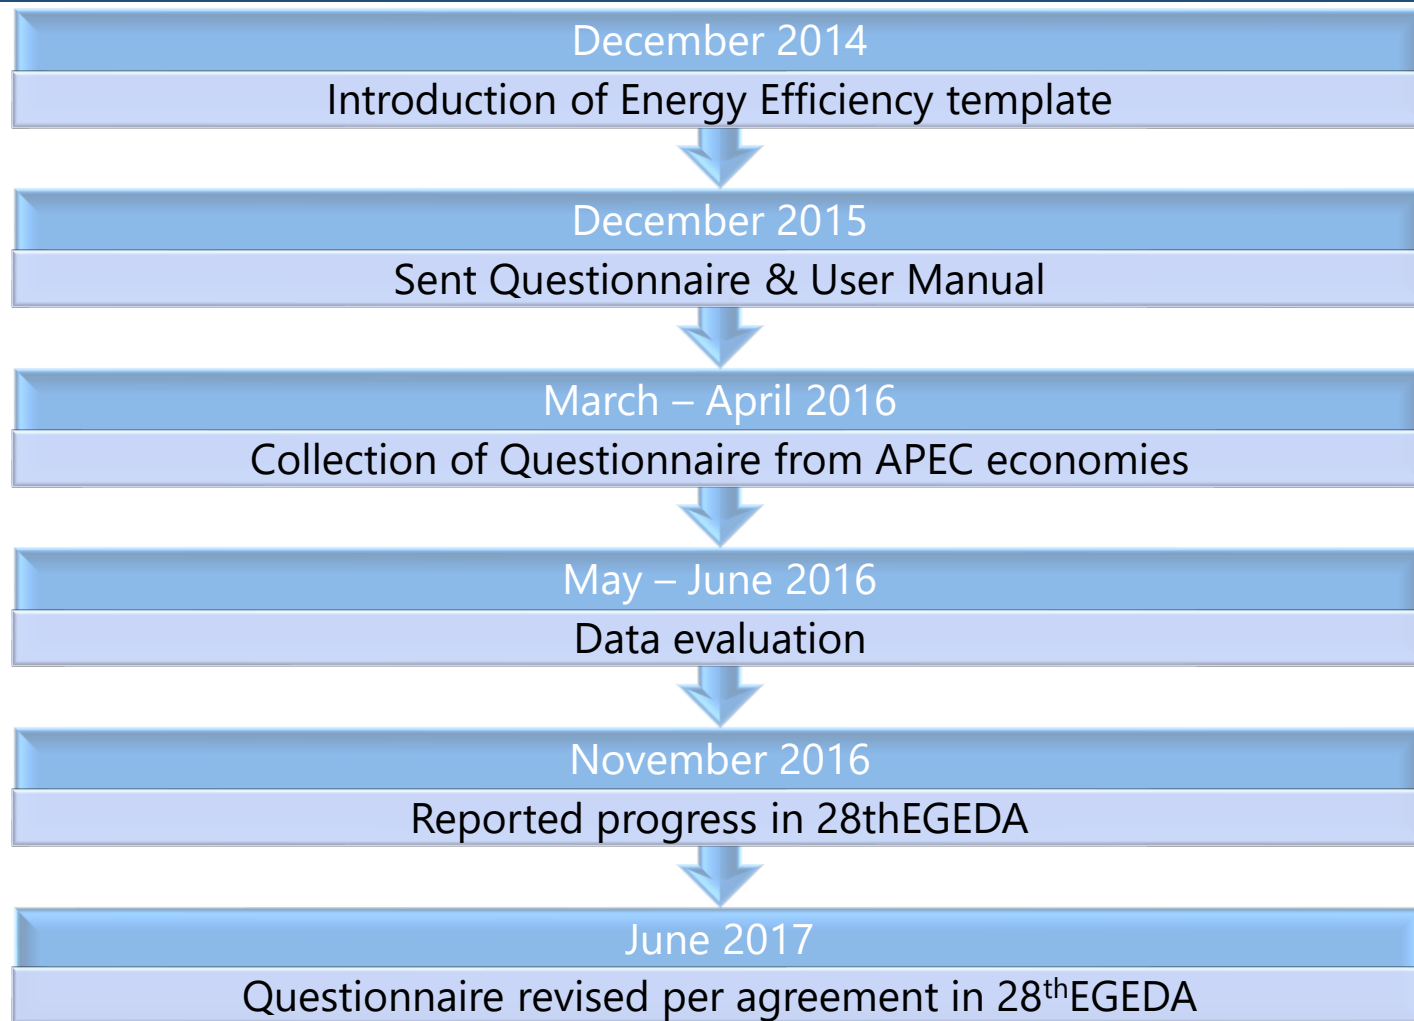 December 2014
Introduction of Energy Efficiency template
December 2015
Sent Questionnaire & User Manual
March – April 2016
Collection of Questionnaire from APEC economies
May – June 2016
Data evaluation
November 2016
Reported progress in 28thEGEDA
June 2017
Questionnaire revised per agreement in 28thEGEDA